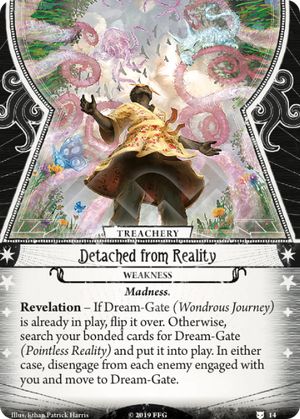 TREACHERY
Detached from Reality
WEAKNESS
Madness.
Revelation – If Dream-Gate (Wondrous Journey)
is already in play, flip it over. Otherwise,
search your bonded cards for Dream-Gate
(Pointless Reality) and put it into play. In either
case, disengage from each enemy engaged with
you and move to Dream-Gate.
Illus. Ethan Patrick Harris © 2019 FFG 14